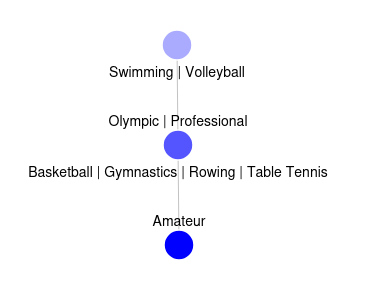 Swimming | Volleyball
Olympic | Professional
Basketball | Gymnastics | Rowing | Table Tennis
Amateur